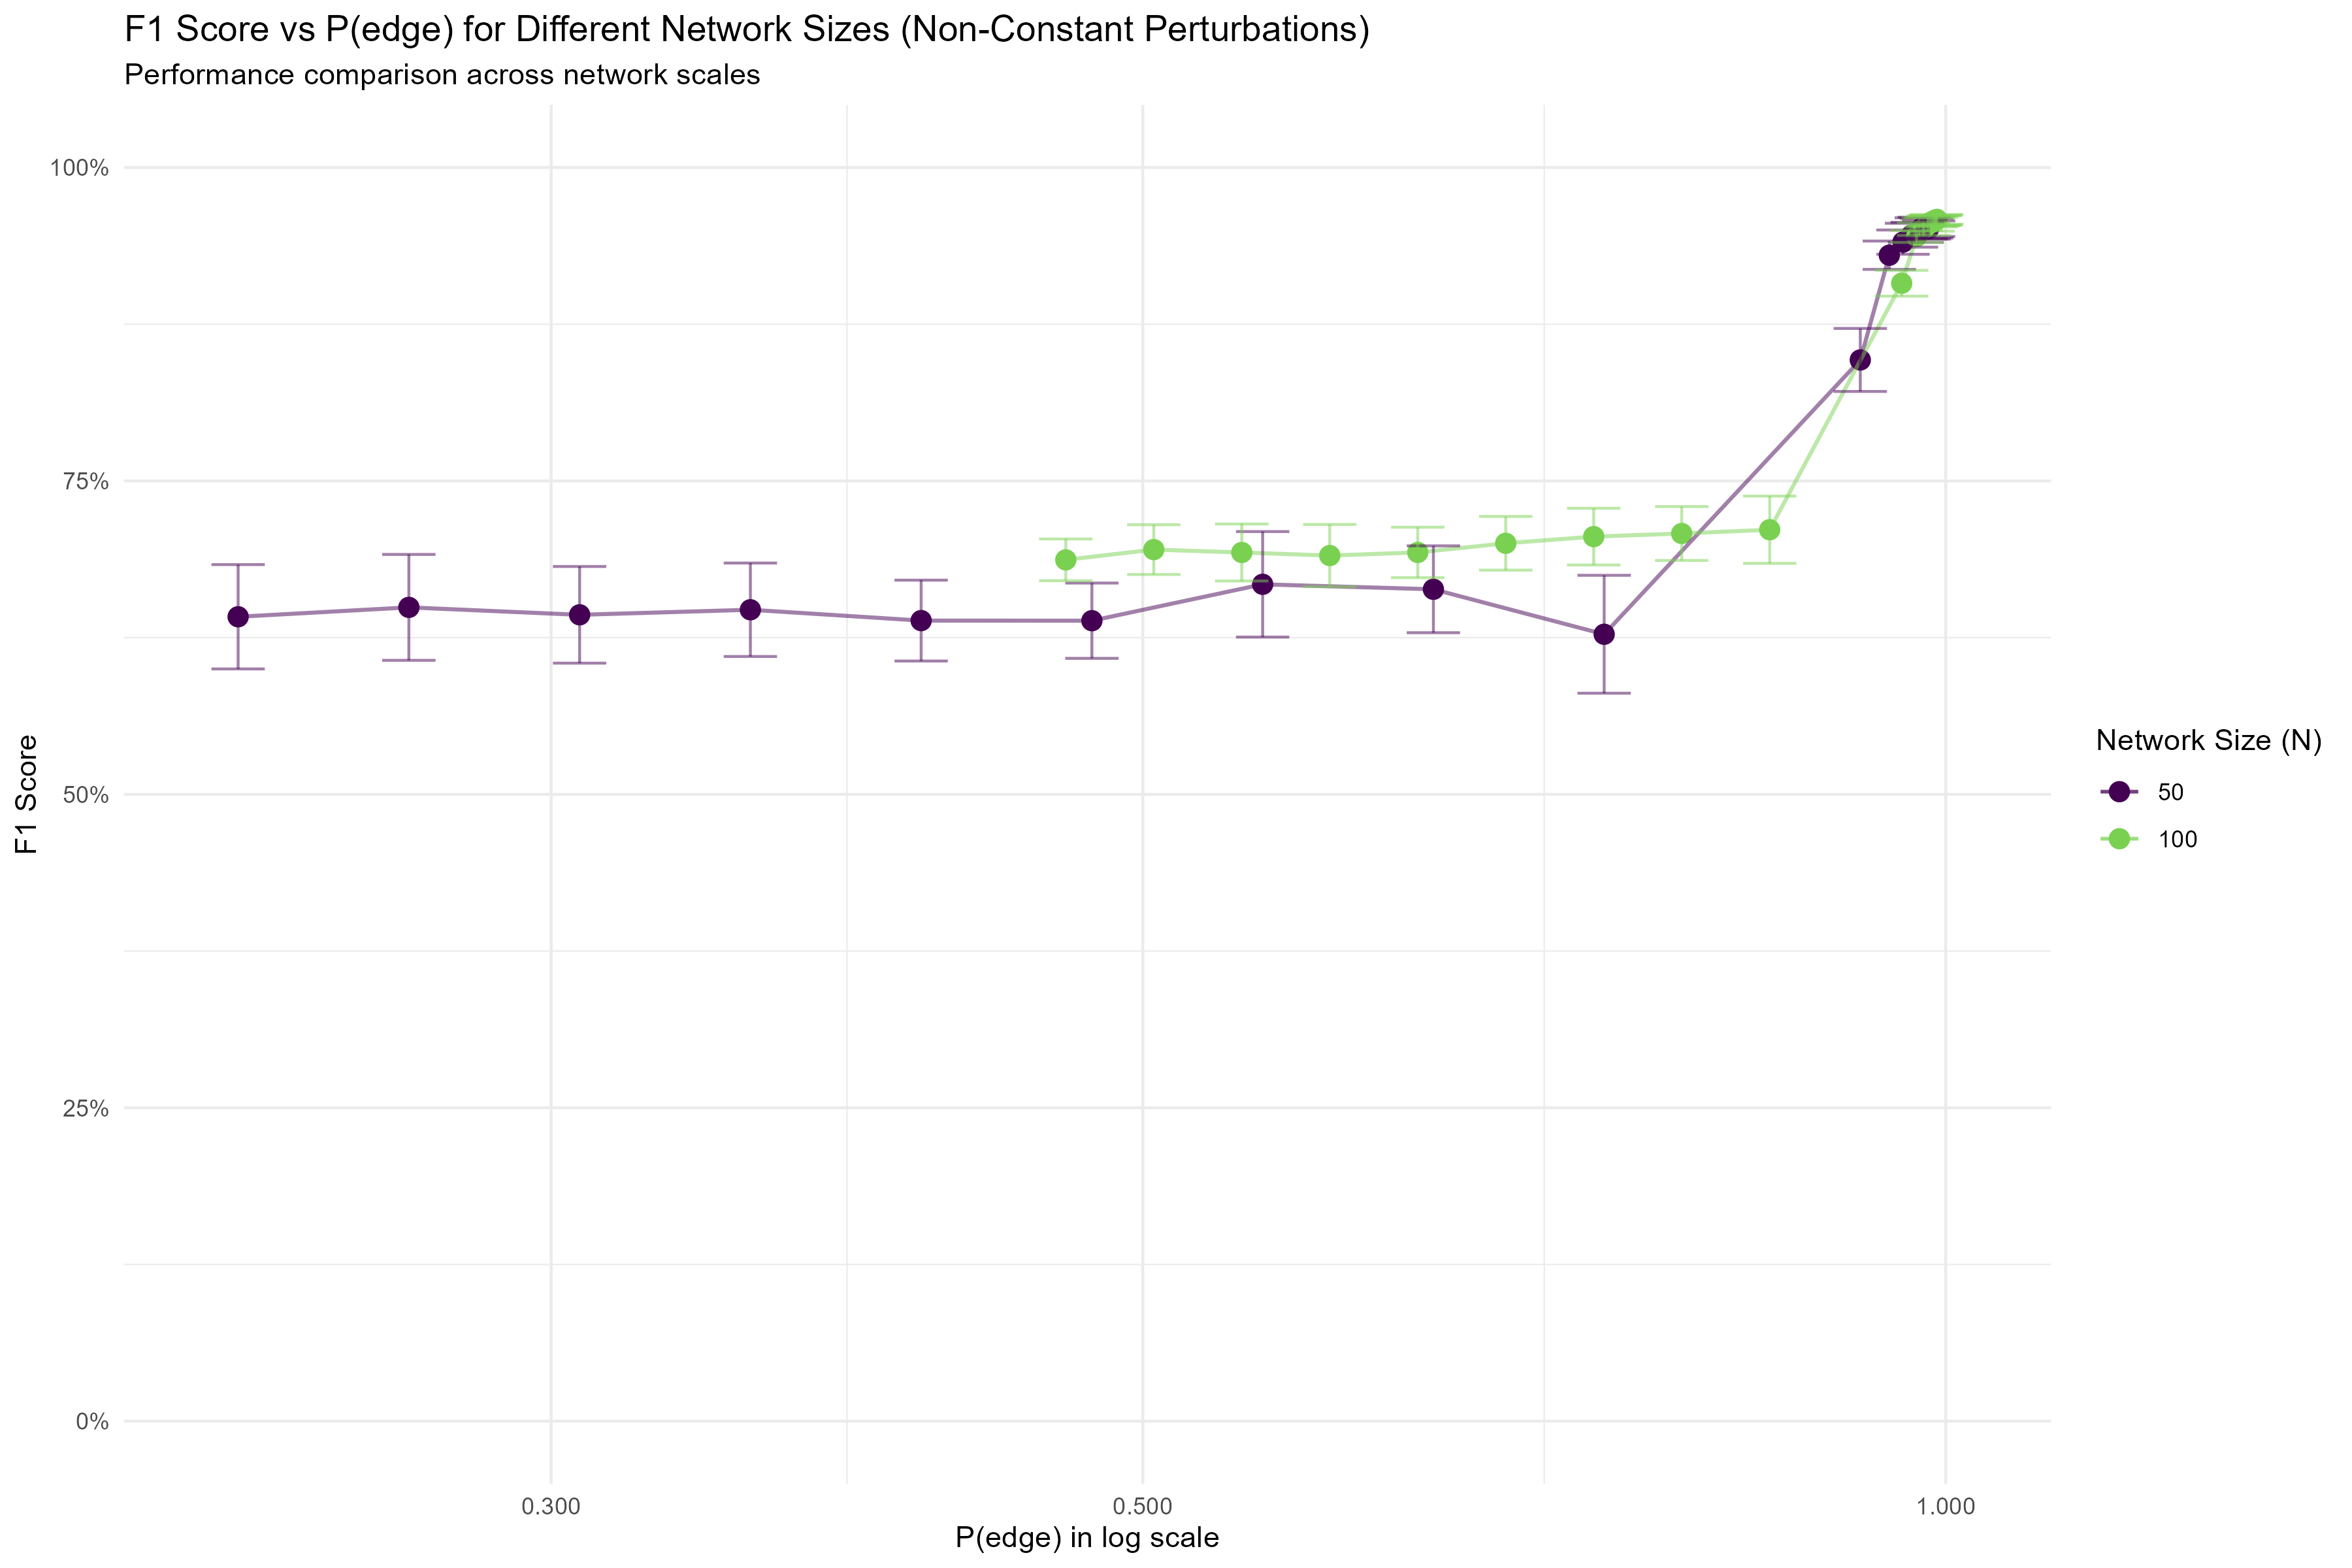 F1 Score vs P(edge) for Different Network Sizes (Non-Constant Perturbations)
Performance comparison across network scales
100%
75%
50%
25%
0%
F1 Score
0.300
0.500
1.000
P(edge) in log scale
Network Size (N)
50
100